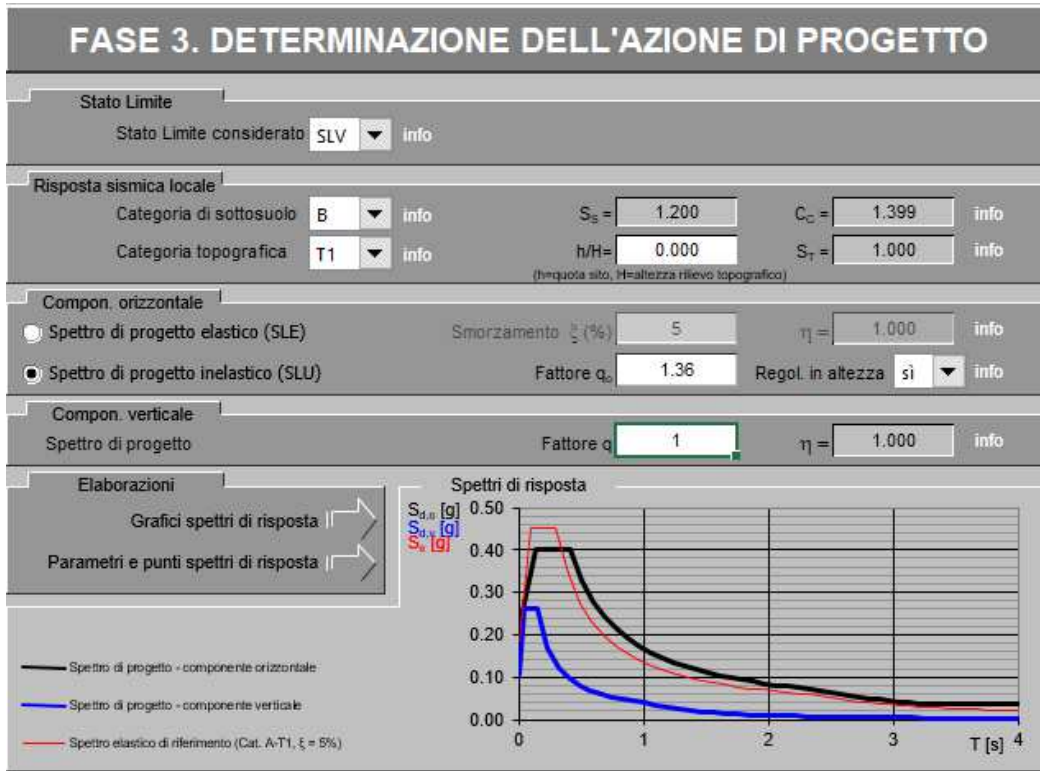 FASE 3. DETERMINAZIONE DELL'AZIONE DI PROGETTO
Stato Limite
Stato Limite considerato SLV info
Risposta sismica locale
Categoria di sottosuolo B info S_S = 1.200 C_C = 1.399 info
Categoria topografica T1 info h/H= 0.000 S_T = 1.000 info
(h=quota sito, H=altezza rilievo topografico)
Compon. orizzontale
Spettro di progetto elastico (SLE) Smorzamento ξ (%) 5 η = 1.000 info
Spettro di progetto inelastico (SLU) Fattore q_o 1.36 Regol. in altezza sì info
Compon. verticale
Spettro di progetto Fattore q 1 η = 1.000 info
Elaborazioni
Grafici spettri di risposta
Parametri e punti spettri di risposta
Spettri di risposta
S_d,o [g]
S_d,v [g]
S_e [g]
0.50
0.40
0.30
0.20
0.10
0.00
0 1 2 3 4
T [s]
Spettro di progetto - componente orizzontale
Spettro di progetto - componente verticale
Spettro elastico di riferimento (Cat. A-T1, ξ = 5%)